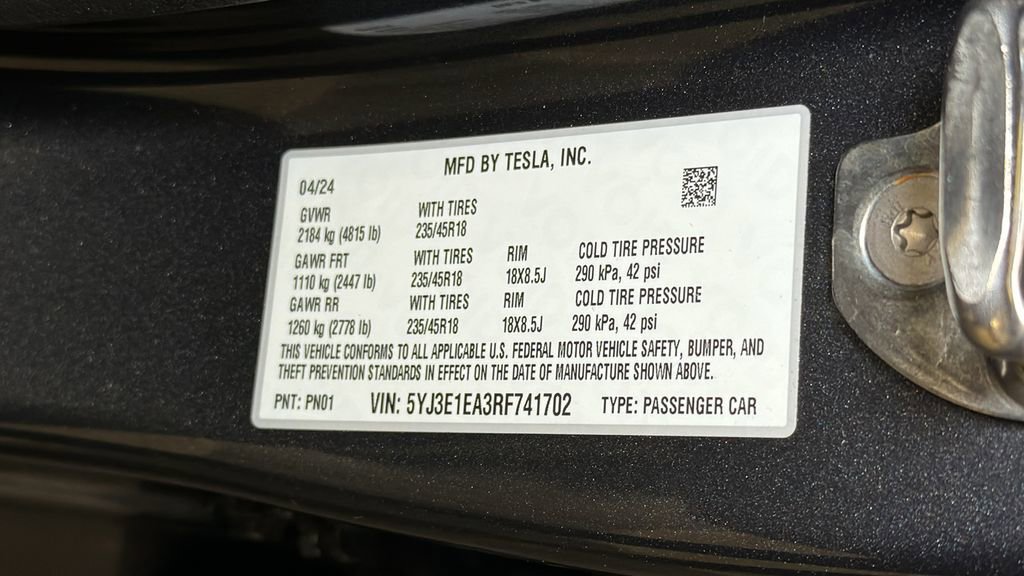 MFD BY TESLA, INC.
04/24
GVWR WITH TIRES
2184 kg (4815 lb) 235/45R18
GAWR FRT WITH TIRES RIM COLD TIRE PRESSURE
1110 kg (2447 lb) 235/45R18 18X8.5J 290 kPa, 42 psi
GAWR RR WITH TIRES RIM COLD TIRE PRESSURE
1260 kg (2778 lb) 235/45R18 18X8.5J 290 kPa, 42 psi
THIS VEHICLE CONFORMS TO ALL APPLICABLE U.S. FEDERAL MOTOR VEHICLE SAFETY, BUMPER, AND
THEFT PREVENTION STANDARDS IN EFFECT ON THE DATE OF MANUFACTURE SHOWN ABOVE.
PNT: PN01 VIN: 5YJ3E1EA3RF741702 TYPE: PASSENGER CAR